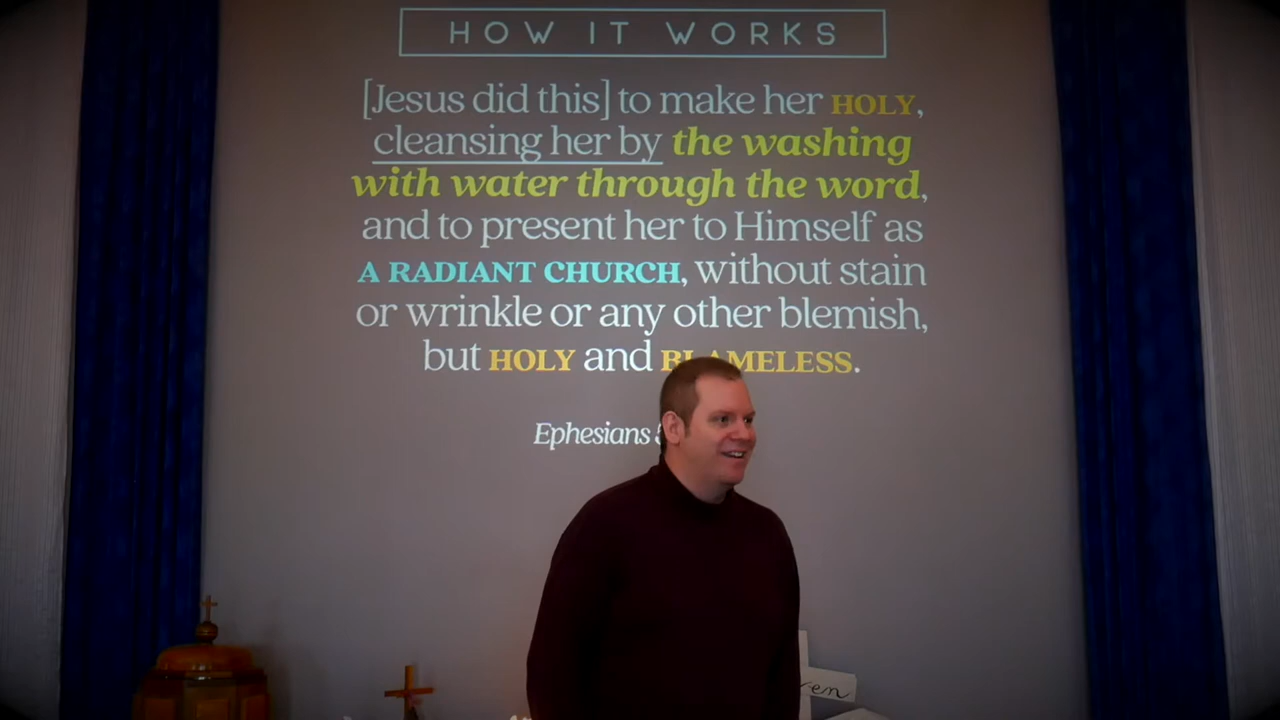 HOW IT WORKS
[Jesus did this] to make her HOLY,
cleansing her by the washing
with water through the word,
and to present her to Himself as
A RADIANT CHURCH, without stain
or wrinkle or any other blemish,
but HOLY and BLAMELESS.
Ephesians